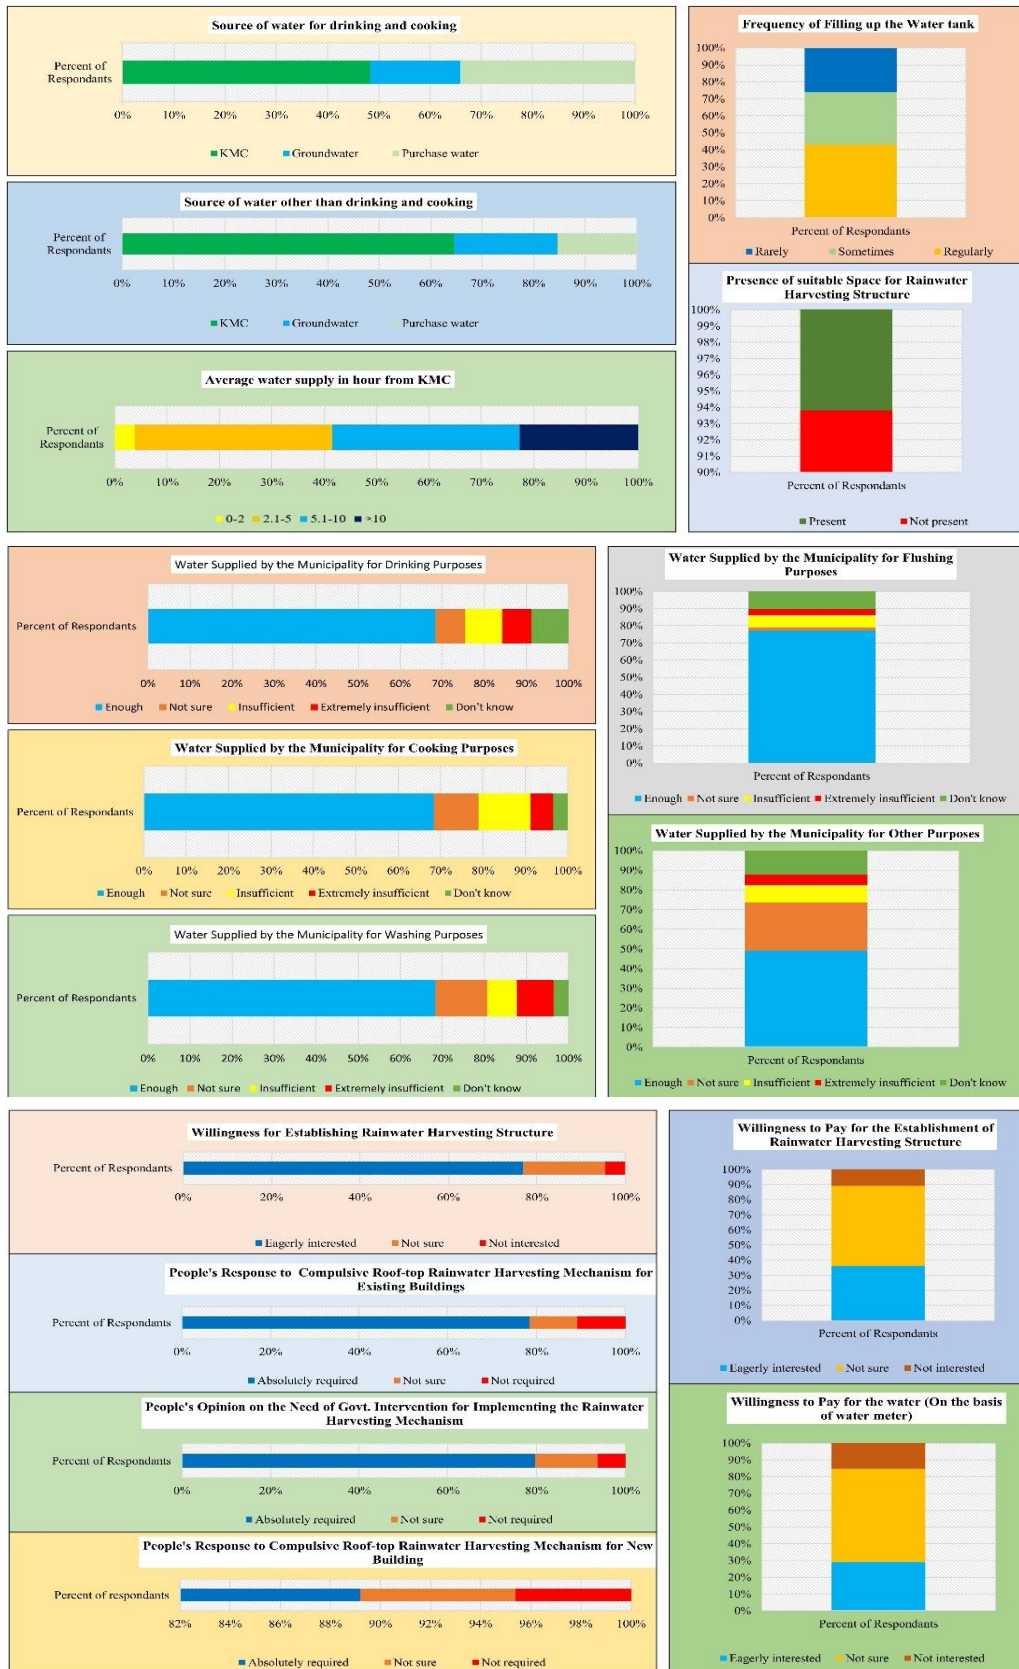 Source of water for drinking and cooking
Percent of
Respondants
0% 10% 20% 30% 40% 50% 60% 70% 80% 90% 100%
KMC Groundwater Purchase water
Source of water other than drinking and cooking
Percent of
Respondants
0% 10% 20% 30% 40% 50% 60% 70% 80% 90% 100%
KMC Groundwater Purchase water
Average water supply in hour from KMC
Percent of
Respondants
0% 10% 20% 30% 40% 50% 60% 70% 80% 90% 100%
0-2 2.1-5 5.1-10 >10
Frequency of Filling up the Water tank
100%
90%
80%
70%
60%
50%
40%
30%
20%
10%
0%
Percent of Respondants
Rarely Sometimes Regularly
Presence of suitable Space for Rainwater
Harvesting Structure
100%
99%
98%
97%
96%
95%
94%
93%
92%
91%
90%
Percent of Respondants
Present Not present
Water Supplied by the Municipality for Drinking Purposes
Percent of Respondants
0% 10% 20% 30% 40% 50% 60% 70% 80% 90% 100%
Enough Not sure Insufficient Extremely insufficient Don't know
Water Supplied by the Municipality for Cooking Purposes
Percent of Respondants
0% 10% 20% 30% 40% 50% 60% 70% 80% 90% 100%
Enough Not sure Insufficient Extremely insufficient Don't know
Water Supplied by the Municipality for Washing Purposes
Percent of Respondants
0% 10% 20% 30% 40% 50% 60% 70% 80% 90% 100%
Enough Not sure Insufficient Extremely insufficient Don't know
Water Supplied by the Municipality for Flushing
Purposes
100%
90%
80%
70%
60%
50%
40%
30%
20%
10%
0%
Percent of Respondants
Enough Not sure Insufficient Extremely insufficient Don't know
Water Supplied by the Municipality for Other Purposes
100%
90%
80%
70%
60%
50%
40%
30%
20%
10%
0%
Percent of Respondants
Enough Not sure Insufficient Extremely insufficient Don't know
Willingness for Establishing Rainwater Harvesting Structure
Percent of Respondants
0% 20% 40% 60% 80% 100%
Eagerly interested Not sure Not interested
People's Response to Compulsive Roof-top Rainwater Harvesting Mechanism for
Existing Buildings
Percent of Respondants
0% 20% 40% 60% 80% 100%
Absolutely required Not sure Not required
People's Opinion on the Need of Govt. Intervention for Implementing the Rainwater
Harvesting Mechanism
Percent of Respondants
0% 20% 40% 60% 80% 100%
Absolutely required Not sure Not required
People's Response to Compulsive Roof-top Rainwater Harvesting Mechanism for New
Building
Percent of respondants
82% 84% 86% 88% 90% 92% 94% 96% 98% 100%
Absolutely required Not sure Not required
Willingness to Pay for the Establishment of
Rainwater Harvesting Structure
100%
90%
80%
70%
60%
50%
40%
30%
20%
10%
0%
Percent of Respondants
Eagerly interested Not sure Not interested
Willingness to Pay for the water (On the basis
of water meter)
100%
90%
80%
70%
60%
50%
40%
30%
20%
10%
0%
Percent of Respondants
Eagerly interested Not sure Not interested